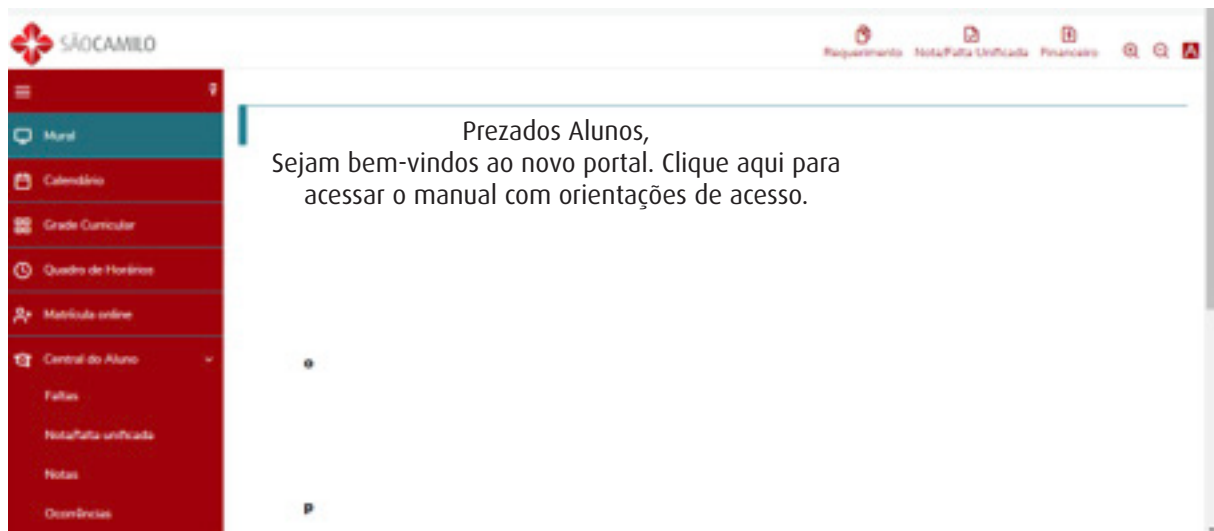 SÃO CAMILO
Requerimento
Nota/Falta Unificada
Financeiro
A
Mural
Calendário
Grade Curricular
Quadro de Horários
Matrícula online
Central do Aluno
Faltas
Nota/falta unificada
Notas
Ocorrências
Prezados Alunos,
Sejam bem-vindos ao novo portal. Clique aqui para
acessar o manual com orientações de acesso.
e
P